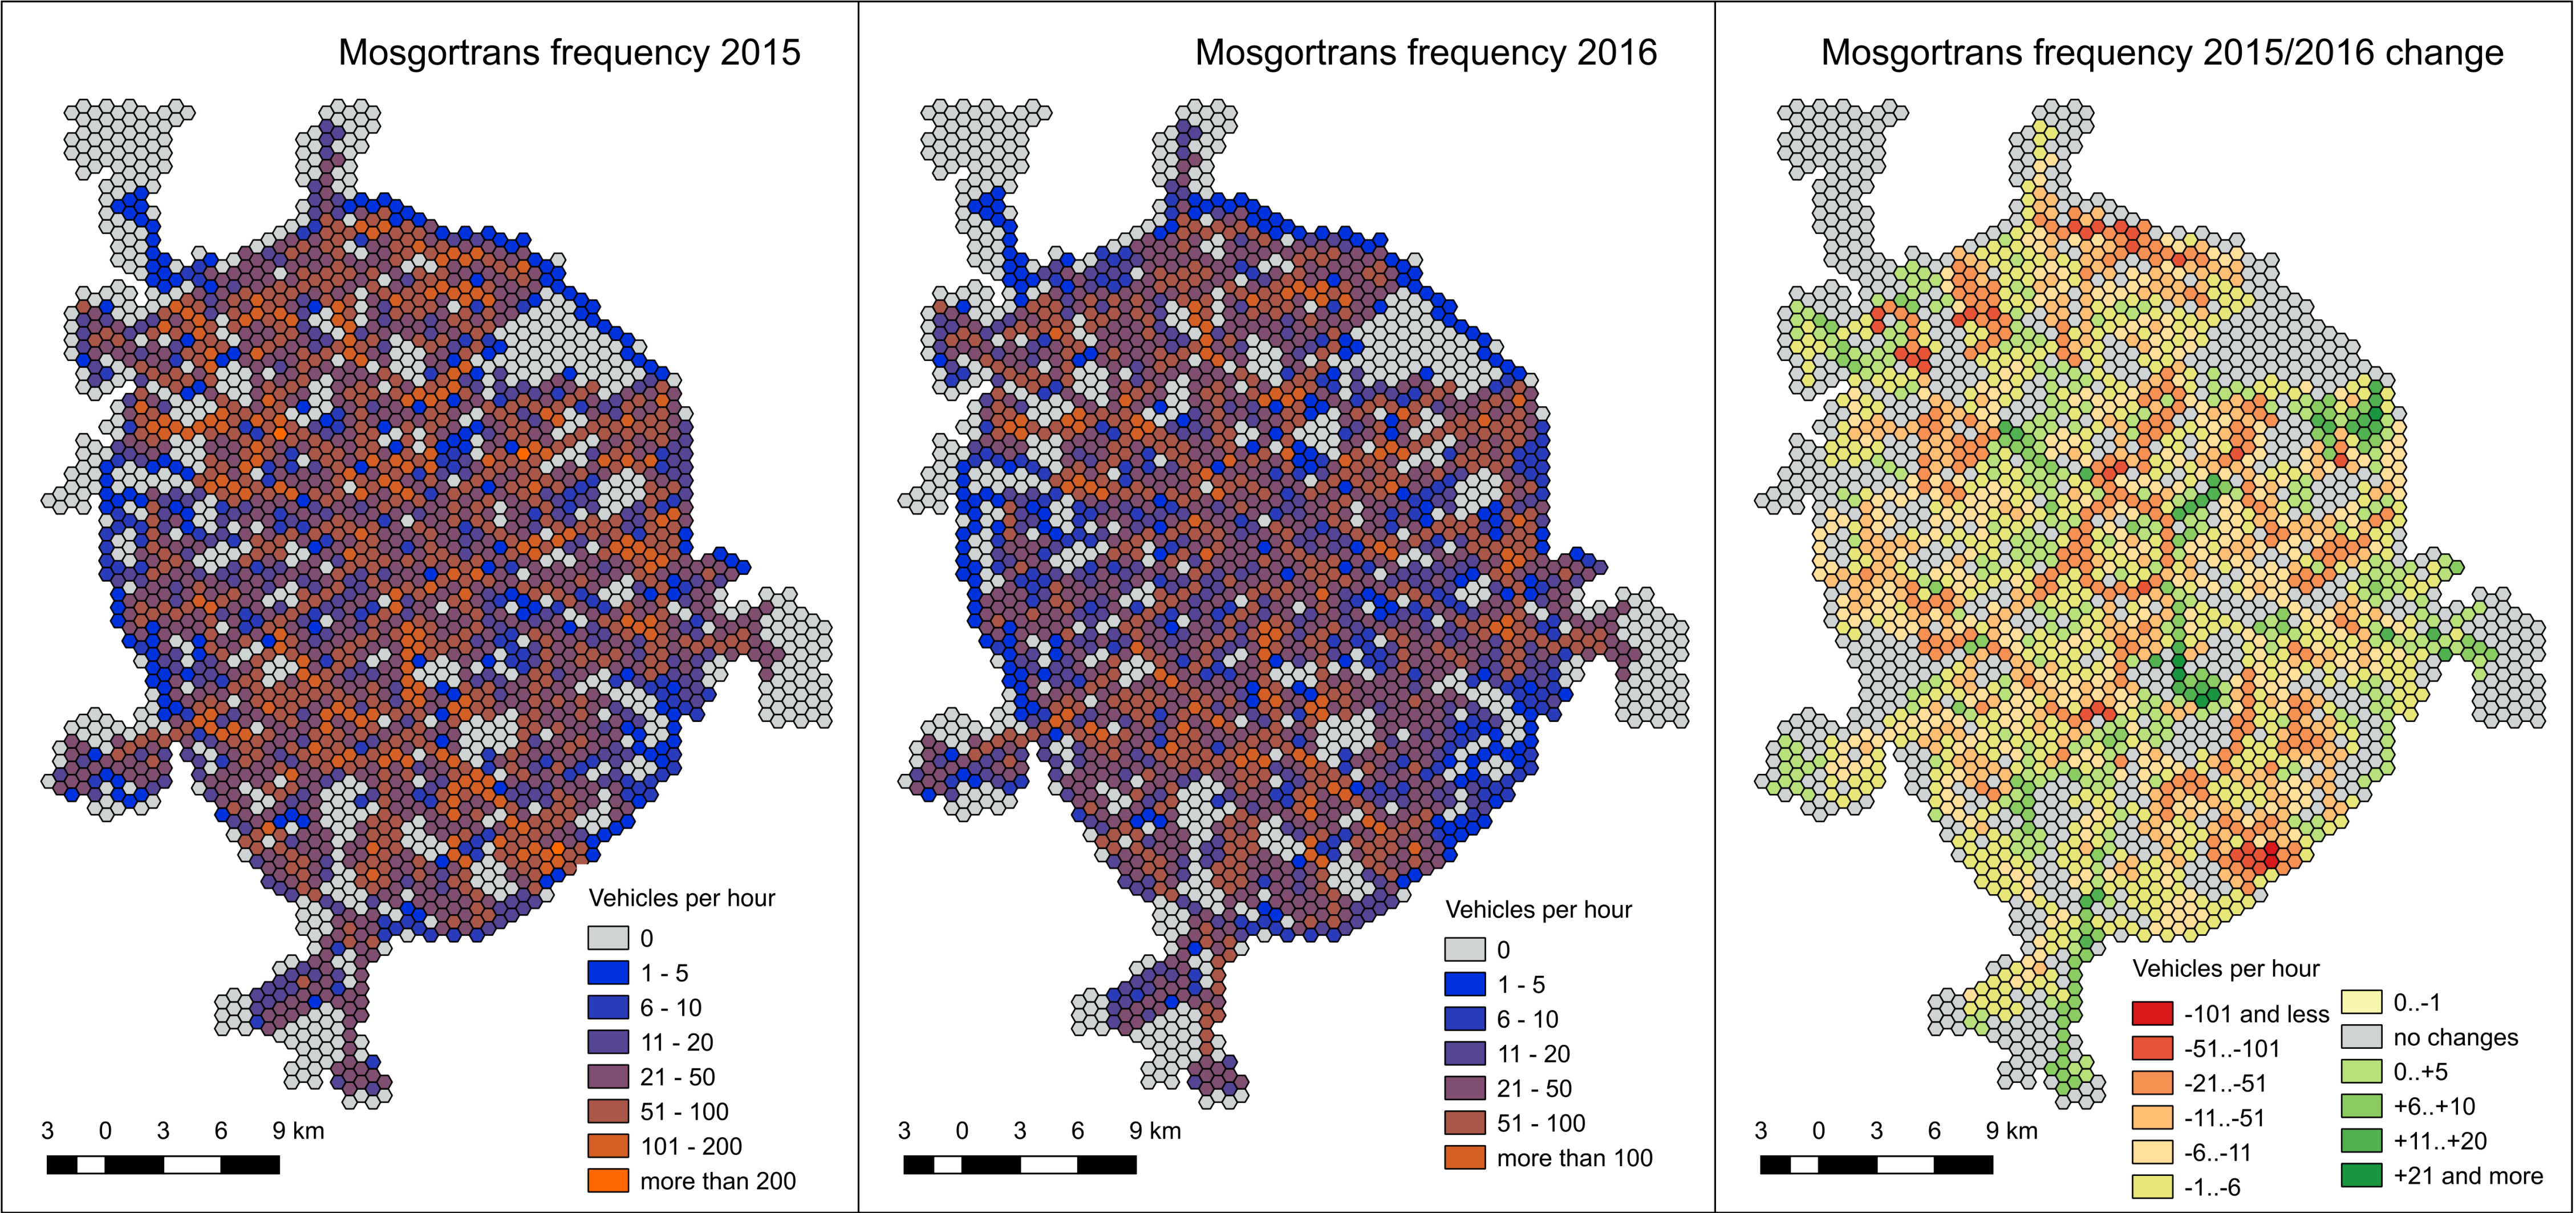 Mosgortrans frequency 2015
Vehicles per hour
0
1 - 5
6 - 10
11 - 20
21 - 50
51 - 100
101 - 200
more than 200
3 0 3 6 9 km
Mosgortrans frequency 2016
Vehicles per hour
0
1 - 5
6 - 10
11 - 20
21 - 50
51 - 100
more than 100
3 0 3 6 9 km
Mosgortrans frequency 2015/2016 change
Vehicles per hour
-101 and less
-51..-101
-21..-51
-11..-51
-6..-11
-1..-6
0..-1
no changes
0..+5
+6..+10
+11..+20
+21 and more
3 0 3 6 9 km